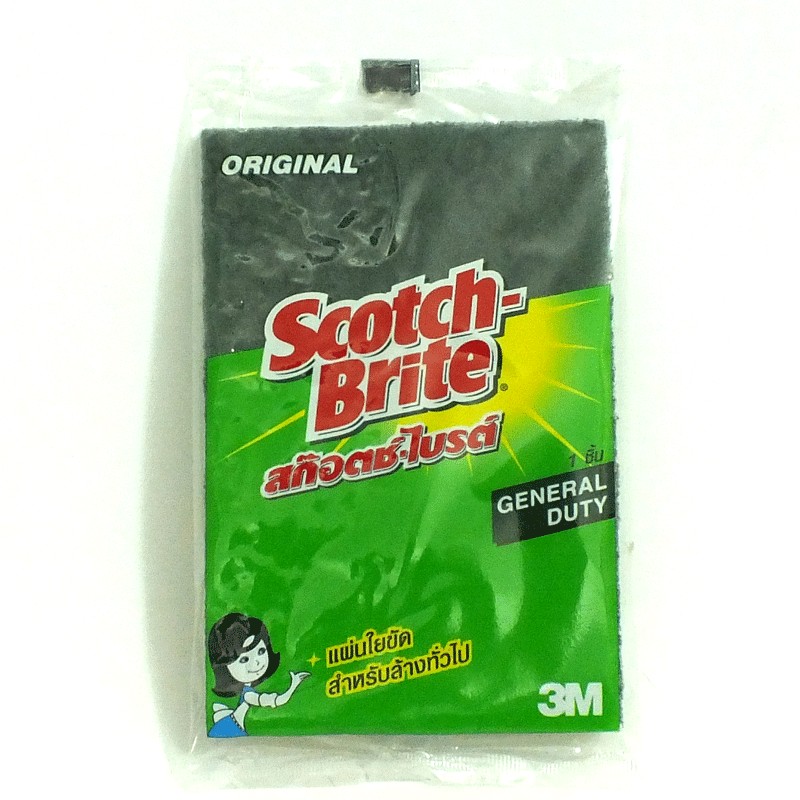 ORIGINAL
Scotch-
Brite®
สก๊อตช์-ไบรต์
1 ชิ้น
GENERAL
DUTY
แผ่นใยขัด
สำหรับล้างทั่วไป
3M